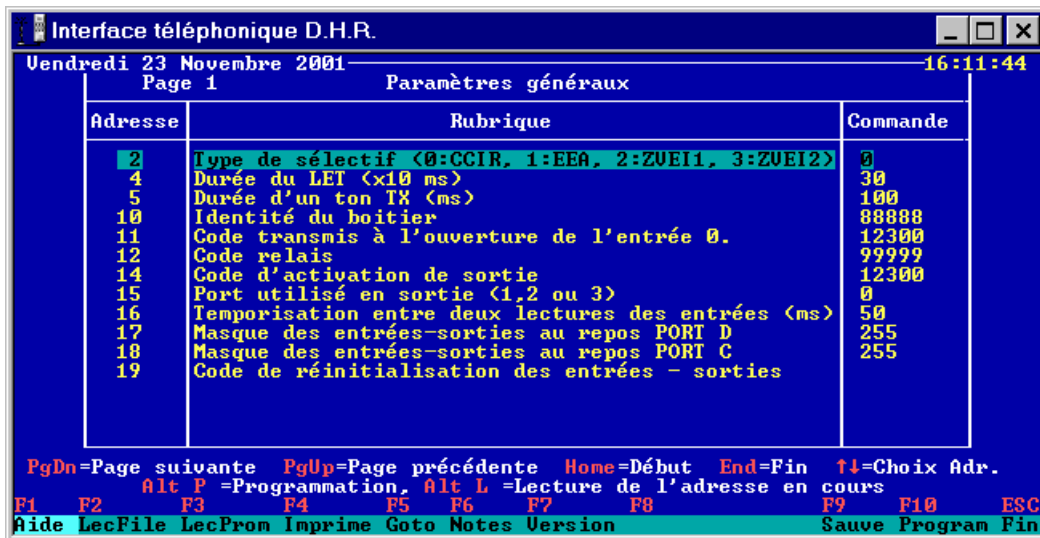 Interface téléphonique D.H.R.
Vendredi 23 Novembre 2001 16:11:44
Page 1 Paramètres généraux
Adresse Rubrique Commande
2 Type de sélectif (0:CCIR, 1:EEA, 2:ZVEI1, 3:ZVEI2) 0
4 Durée du LET (x10 ms) 30
5 Durée d'un ton TX (ms) 100
10 Identité du boitier 88888
11 Code transmis à l'ouverture de l'entrée 0. 12300
12 Code relais 99999
14 Code d'activation de sortie 12300
15 Port utilisé en sortie (1,2 ou 3) 0
16 Temporisation entre deux lectures des entrées (ms) 50
17 Masque des entrées-sorties au repos PORT D 255
18 Masque des entrées-sorties au repos PORT C 255
19 Code de réinitialisation des entrées - sorties
PgDn=Page suivante PgUp=Page précédente Home=Début End=Fin ↑↓=Choix Adr.
Alt P =Programmation, Alt L =Lecture de l'adresse en cours
F1 F2 F3 F4 F5 F6 F7 F8 F9 F10 ESC
Aide LecFile LecProm Imprime Goto Notes Version Sauve Program Fin